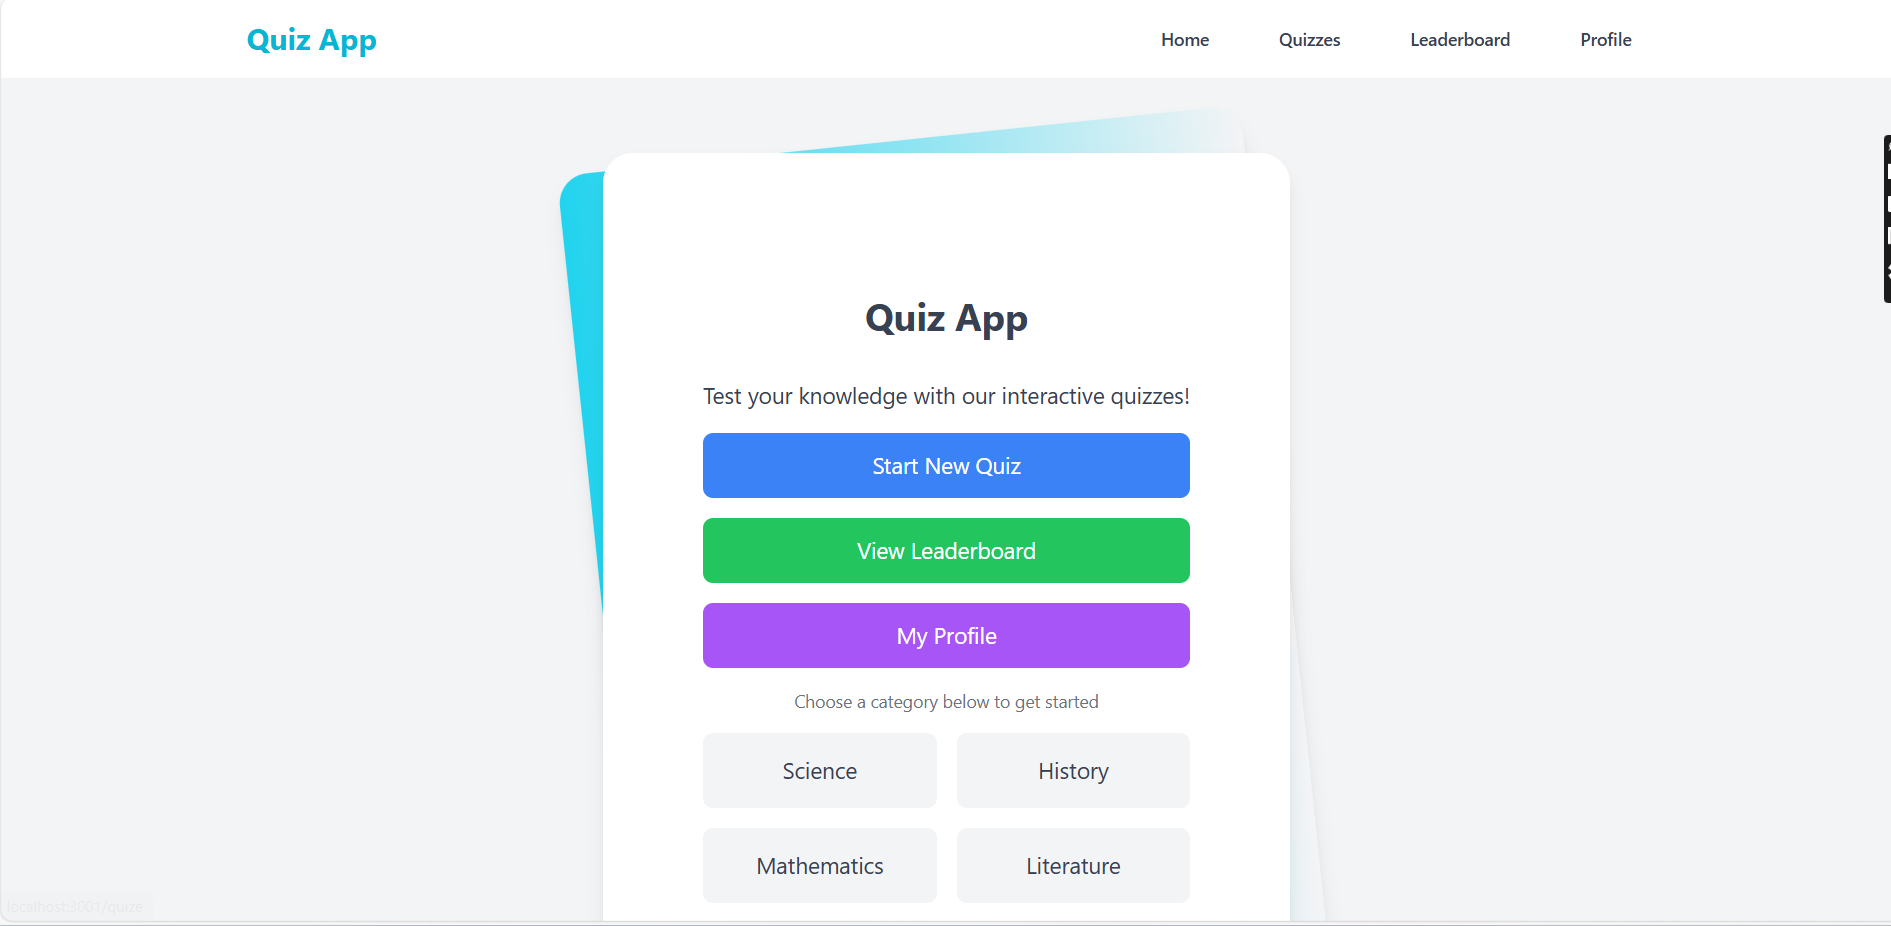 Quiz App
Home Quizzes Leaderboard Profile
Quiz App
Test your knowledge with our interactive quizzes!
Start New Quiz
View Leaderboard
My Profile
Choose a category below to get started
Science History
Mathematics Literature
localhost:3001/quize